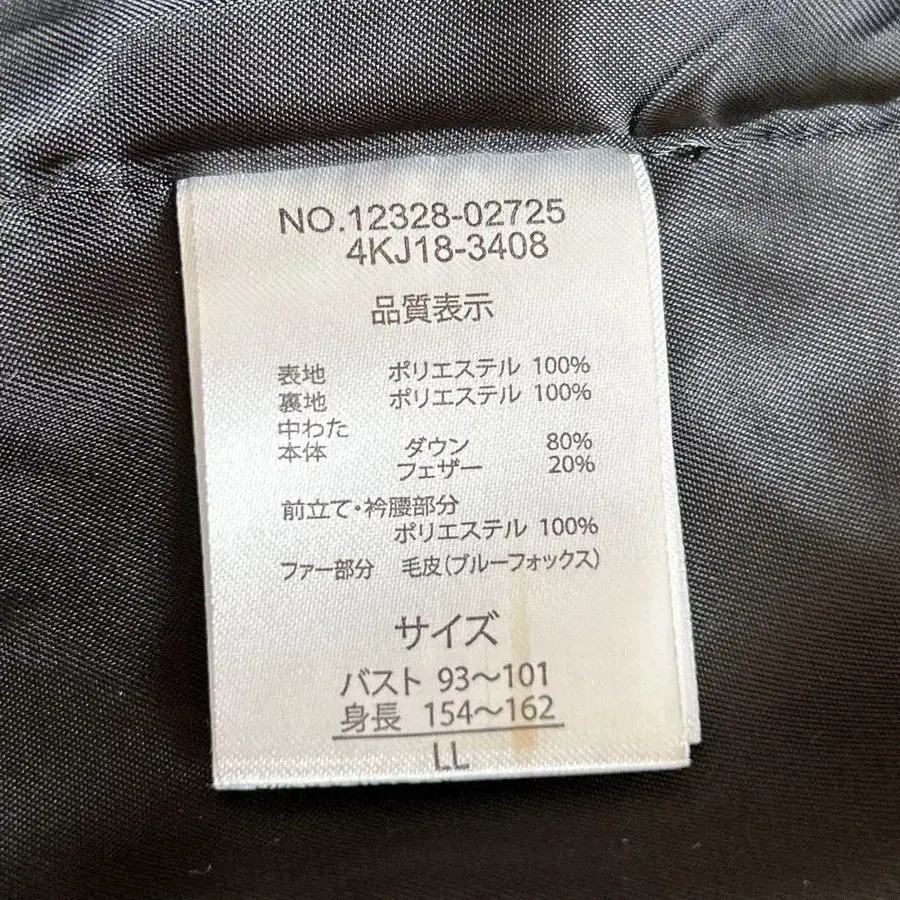 NO.12328-02725
4KJ18-3408
品質表示
表地 ポリエステル 100%
裏地 ポリエステル 100%
中わた
本体 ダウン 80%
フェザー 20%
前立て・衿腰部分
ポリエステル 100%
ファー部分 毛皮(ブルーフォックス)
サイズ
バスト 93～101
身長 154～162
LL